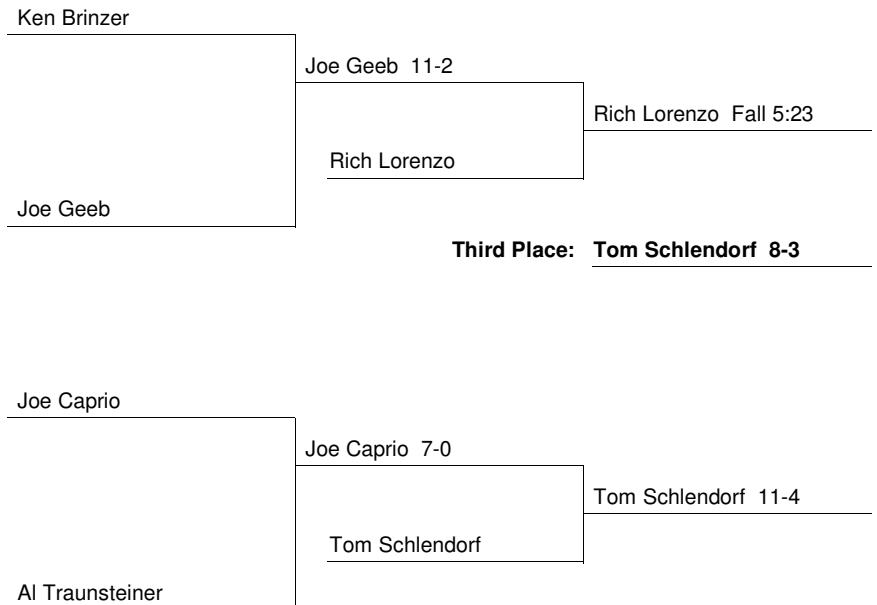 Ken Brinzer
Joe Geeb 11-2
Rich Lorenzo Fall 5:23
Rich Lorenzo
Joe Geeb
Third Place: Tom Schlendorf 8-3
Joe Caprio
Joe Caprio 7-0
Tom Schlendorf 11-4
Tom Schlendorf
Al Traunsteiner